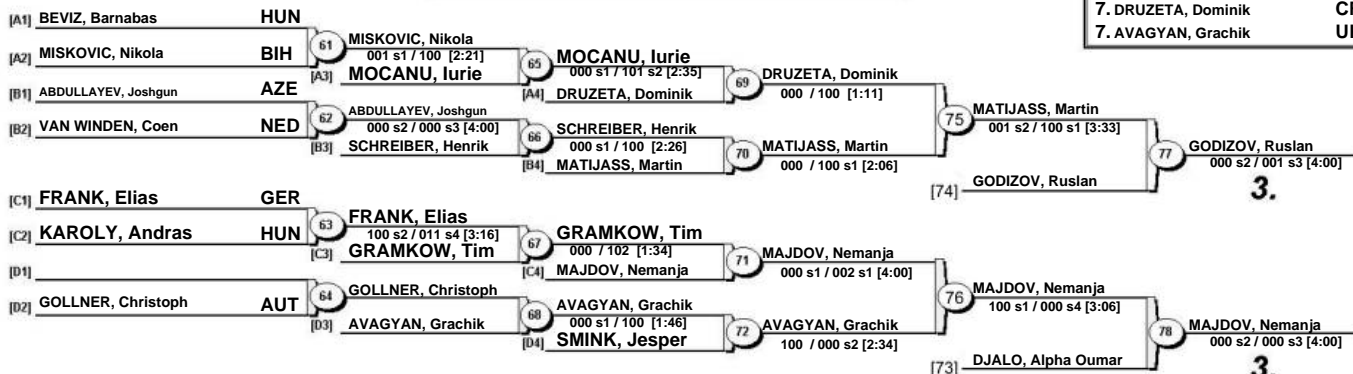 7. DRUZETA, Dominik
7. AVAGYAN, Grachik
[A1] BEVIZ, Barnabas HUN
[A2] MISKOVIC, Nikola BIH
61 MISKOVIC, Nikola
001 s1 / 100 [2:21]
[A3] MOCANU, Iurie
65 MOCANU, Iurie
000 s1 / 101 s2 [2:35]
[A4] DRUZETA, Dominik
69 DRUZETA, Dominik
000 / 100 [1:11]
[B1] ABDULLAYEV, Joshgun AZE
[B2] VAN WINDEN, Coen NED
62 ABDULLAYEV, Joshgun
000 s2 / 000 s3 [4:00]
[B3] SCHREIBER, Henrik
66 SCHREIBER, Henrik
000 s1 / 100 [2:26]
[B4] MATIJASS, Martin
70 MATIJASS, Martin
000 / 100 s1 [2:06]
75 MATIJASS, Martin
001 s2 / 100 s1 [3:33]
[74] GODIZOV, Ruslan
77 GODIZOV, Ruslan
000 s2 / 001 s3 [4:00]
3.
[C1] FRANK, Elias GER
[C2] KAROLY, Andras HUN
63 FRANK, Elias
100 s2 / 011 s4 [3:16]
[C3] GRAMKOW, Tim
67 GRAMKOW, Tim
000 / 102 [1:34]
[C4] MAJDOV, Nemanja
71 MAJDOV, Nemanja
000 s1 / 002 s1 [4:00]
[D1]
[D2] GOLLNER, Christoph AUT
64 GOLLNER, Christoph
[D3] AVAGYAN, Grachik
68 AVAGYAN, Grachik
000 s1 / 100 [1:46]
[D4] SMINK, Jesper
72 AVAGYAN, Grachik
100 / 000 s2 [2:34]
76 MAJDOV, Nemanja
100 s1 / 000 s4 [3:06]
[73] DJALO, Alpha Oumar
78 MAJDOV, Nemanja
000 s2 / 000 s3 [4:00]
3.